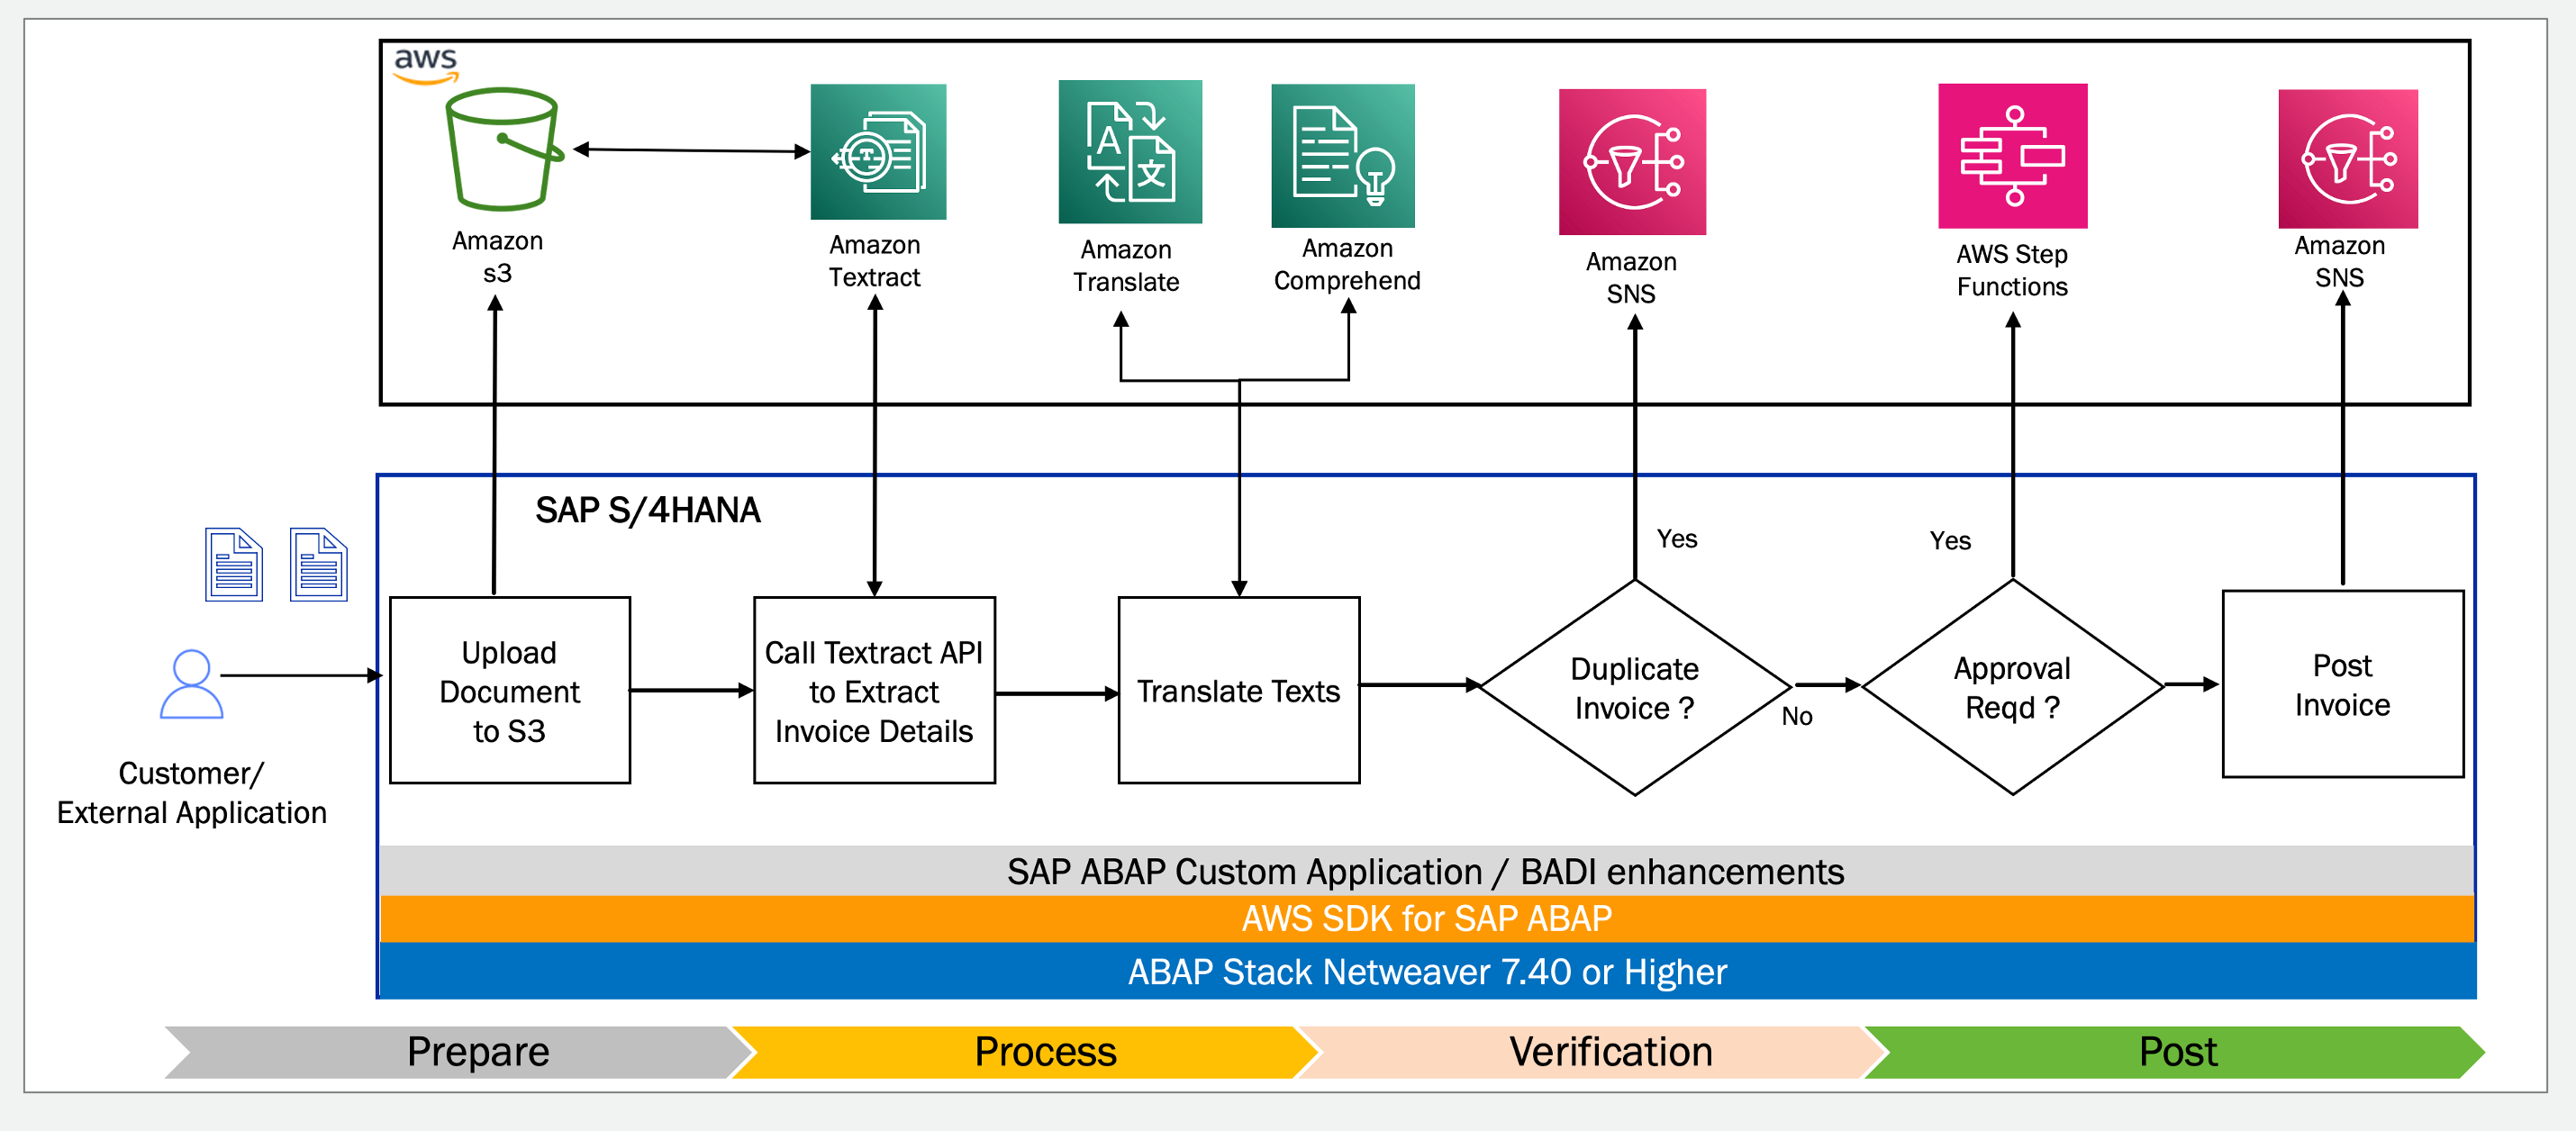 aws
Amazon
s3
Amazon
Textract
Amazon
Translate
Amazon
Comprehend
Amazon
SNS
AWS Step
Functions
Amazon
SNS
SAP S/4HANA
Yes
Yes
Customer/
External Application
Upload
Document
to S3
Call Textract API
to Extract
Invoice Details
Translate Texts
Duplicate
Invoice ?
No
Approval
Reqd ?
Post
Invoice
SAP ABAP Custom Application / BADI enhancements
AWS SDK for SAP ABAP
ABAP Stack Netweaver 7.40 or Higher
Prepare
Process
Verification
Post